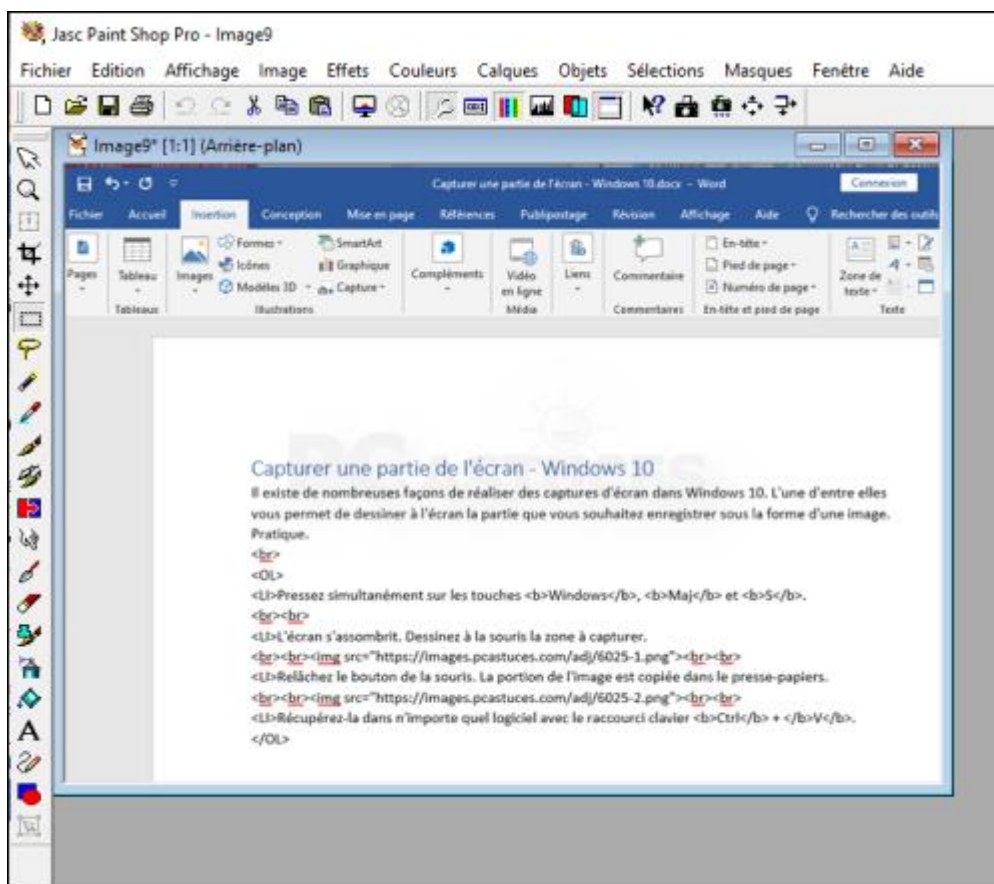 Jasc Paint Shop Pro - Image9
Fichier Edition Affichage Image Effets Couleurs Calques Objets Sélections Masques Fenêtre Aide
Image9* [1:1] (Arrière-plan)
Capturer une partie de l'écran - Windows 10.docx - Word
Connexion
Fichier Accueil Insertion Conception Mise en page Références Publipostage Révision Affichage Aide Rechercher des outils
Formes
SmartArt
En-tête
Icônes
Graphique
Pied de page
Pages Tableau Images Compléments Vidéo en ligne Liens Commentaire Zone de texte
Modèles 3D
Capture
Numéro de page
Tableaux Illustrations Média Commentaires En-tête et pied de page Texte
Capturer une partie de l'écran - Windows 10
Il existe de nombreuses façons de réaliser des captures d'écran dans Windows 10. L'une d'entre elles
vous permet de dessiner à l'écran la partie que vous souhaitez enregistrer sous la forme d'une image.
Pratique.
<br>
<OL>
<LI>Pressez simultanément sur les touches <b>Windows</b>, <b>Maj</b> et <b>S</b>.
<br><br>
<LI>L'écran s'assombrit. Dessinez à la souris la zone à capturer.
<br><br><img src="https://images.pcastuces.com/adj/6025-1.png"><br><br>
<LI>Relâchez le bouton de la souris. La portion de l'image est copiée dans le presse-papiers.
<br><br><img src="https://images.pcastuces.com/adj/6025-2.png"><br><br>
<LI>Récupérez-la dans n'importe quel logiciel avec le raccourci clavier <b>Ctrl</b> + </b>V</b>.
</OL>